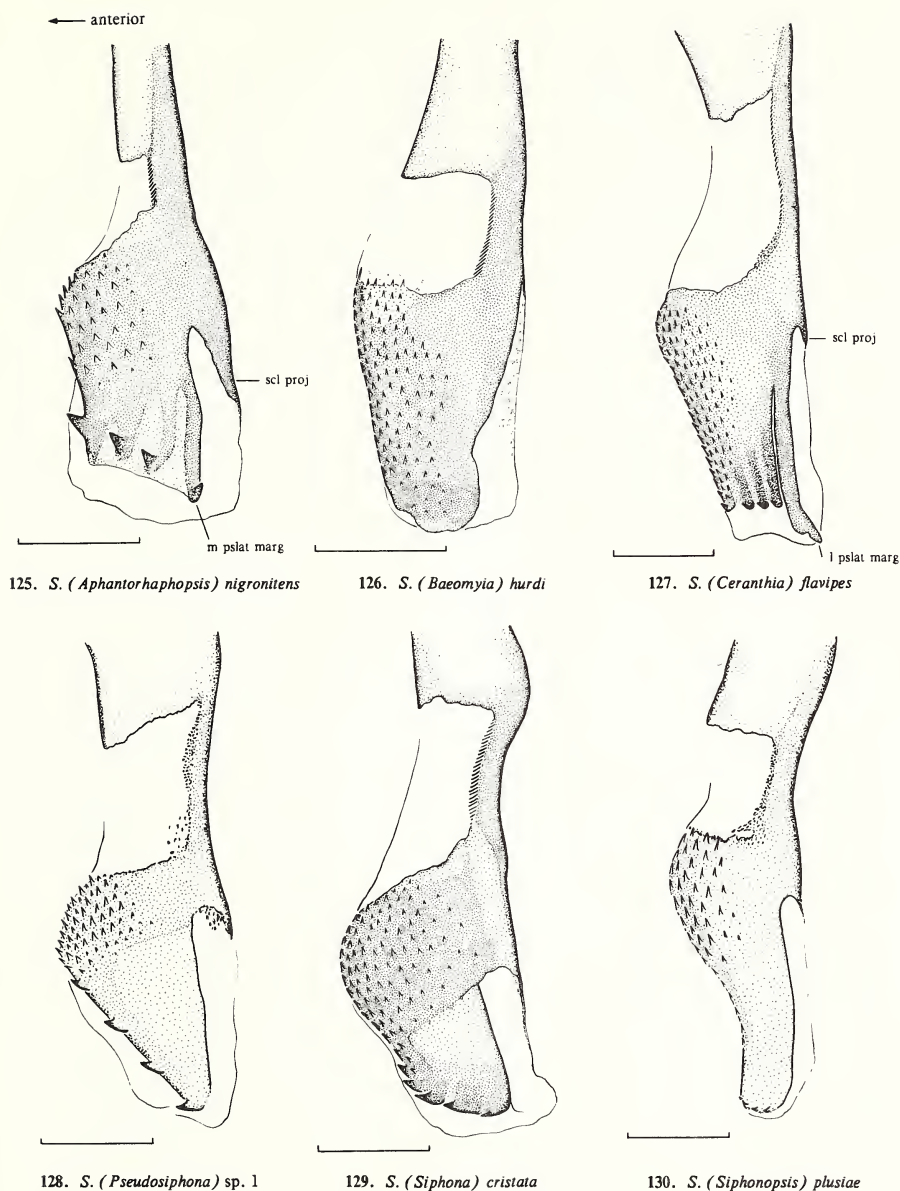 anterior
scl proj
scl proj
m pslat marg
l pslat marg
125. S. (Aphantorhaphopsis) nigronitens
126. S. (Baeomyia) hurdi
127. S. (Ceranthia) flavipes
128. S. (Pseudosiphona) sp. 1
129. S. (Siphona) cristata
130. S. (Siphonopsis) plusiae